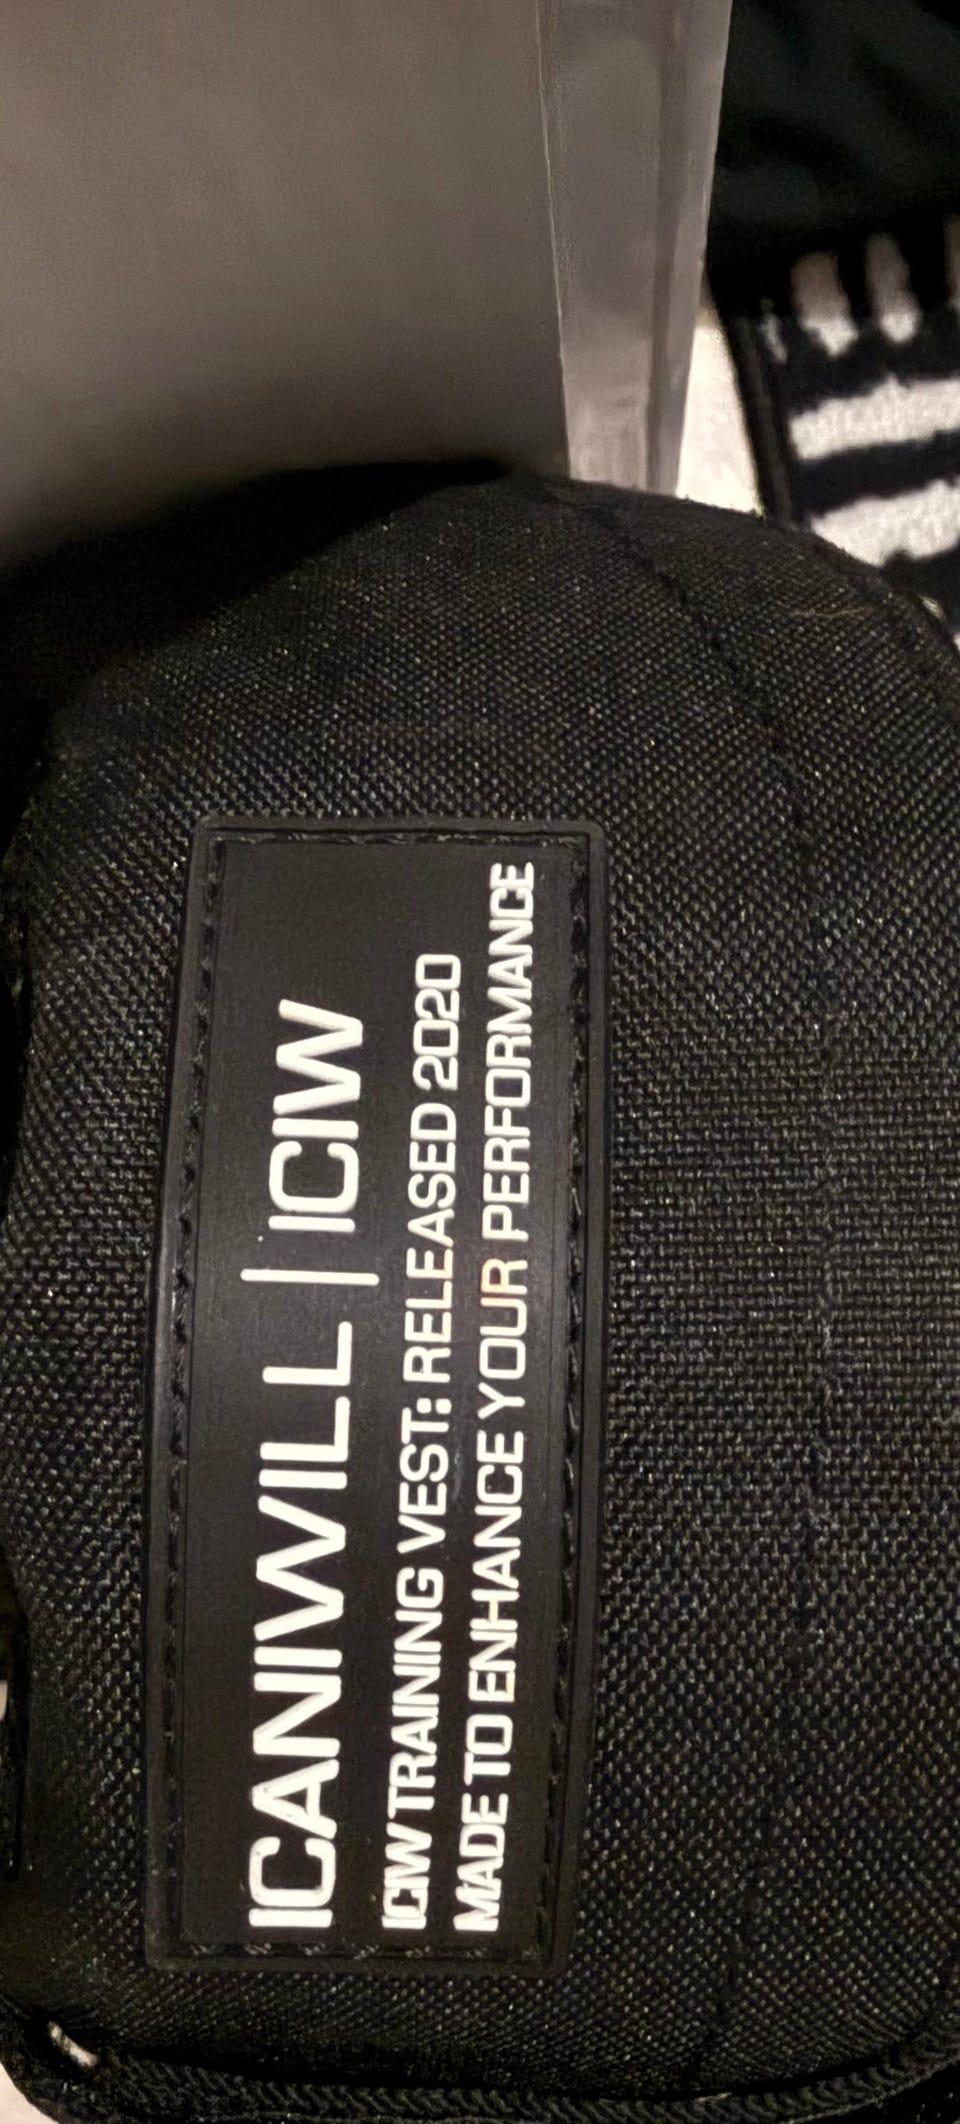 ICANIWILL | ICIW
ICIW TRAINING VEST: RELEASED 2020
MADE TO ENHANCE YOUR PERFORMANCE